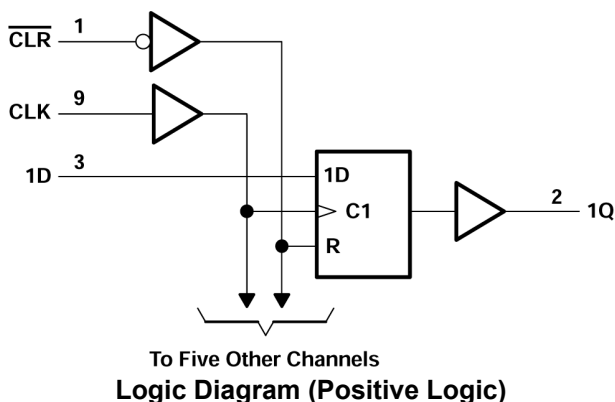 CLR 1
CLK 9
1D 3
1D
C1
R
2 1Q
To Five Other Channels
Logic Diagram (Positive Logic)